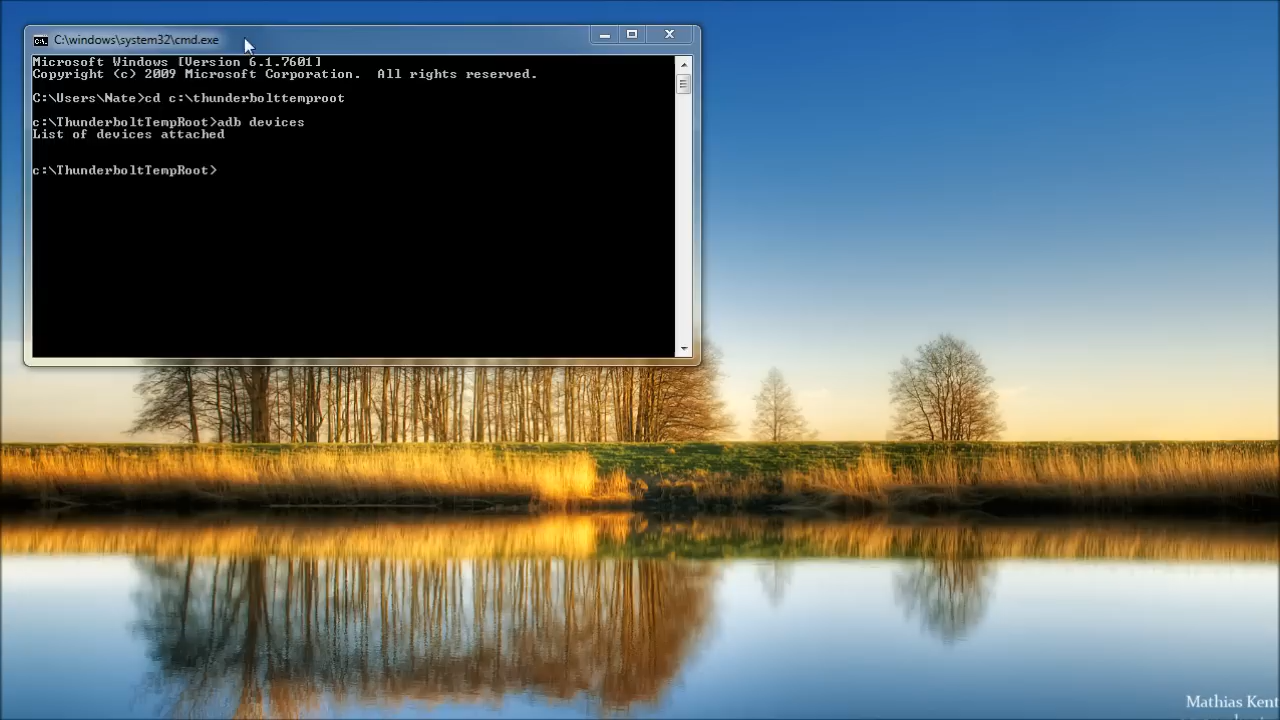 C:\windows\system32\cmd.exe
Microsoft Windows [Version 6.1.7601]
Copyright (c) 2009 Microsoft Corporation.  All rights reserved.
C:\Users\Nate>cd c:\thunderbolttemproot
c:\ThunderboltTempRoot>adb devices
List of devices attached
c:\ThunderboltTempRoot>
Mathias Kent